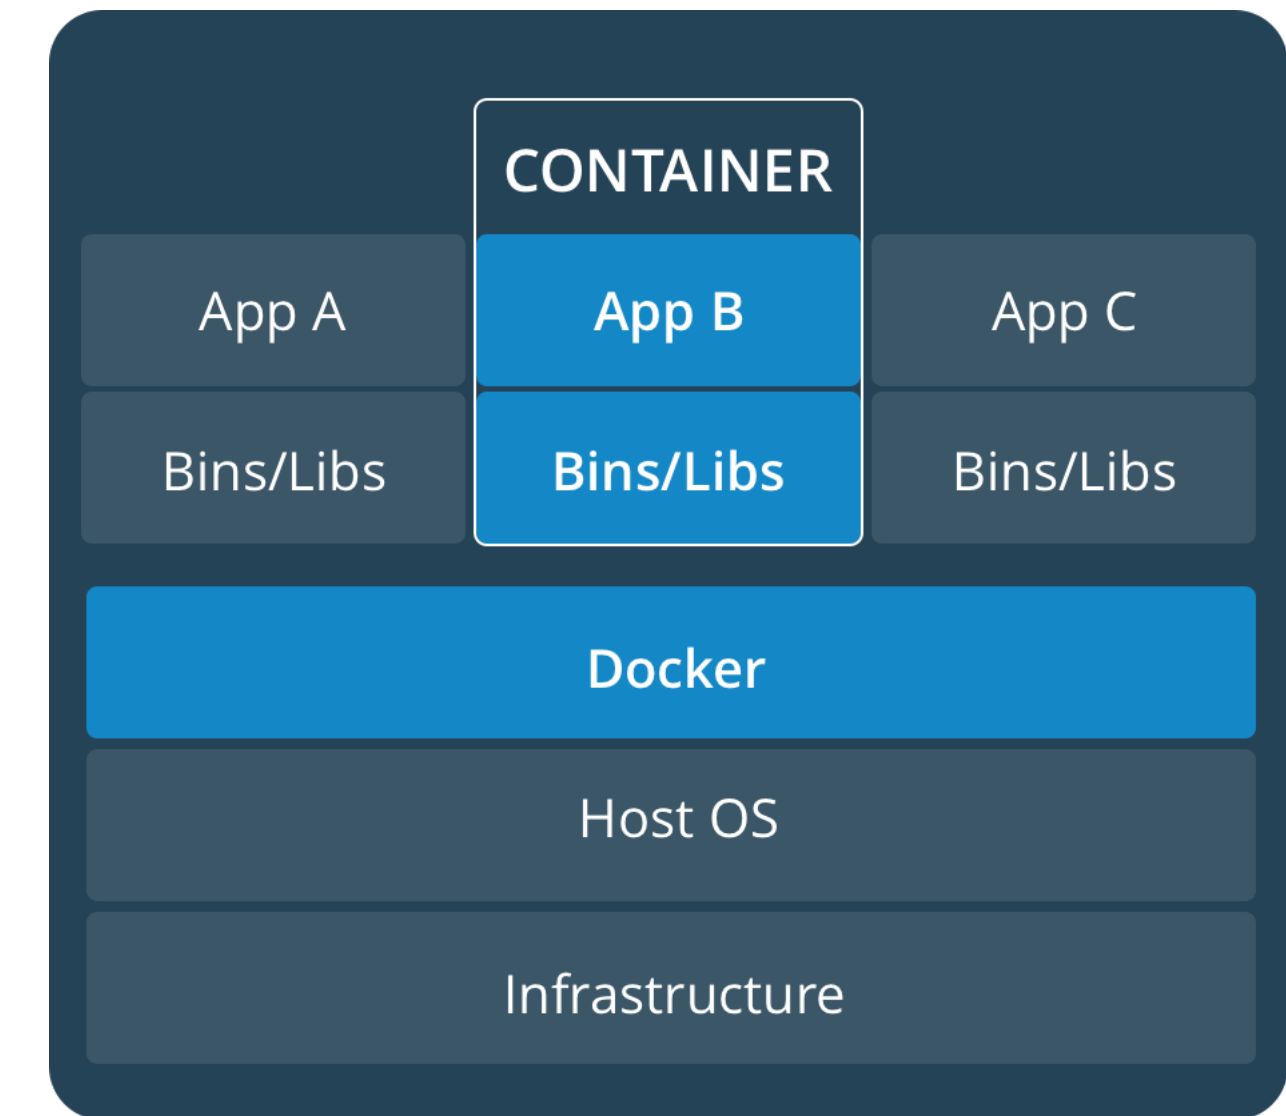 CONTAINER
App A
App B
App C
Bins/Libs
Bins/Libs
Bins/Libs
Docker
Host OS
Infrastructure